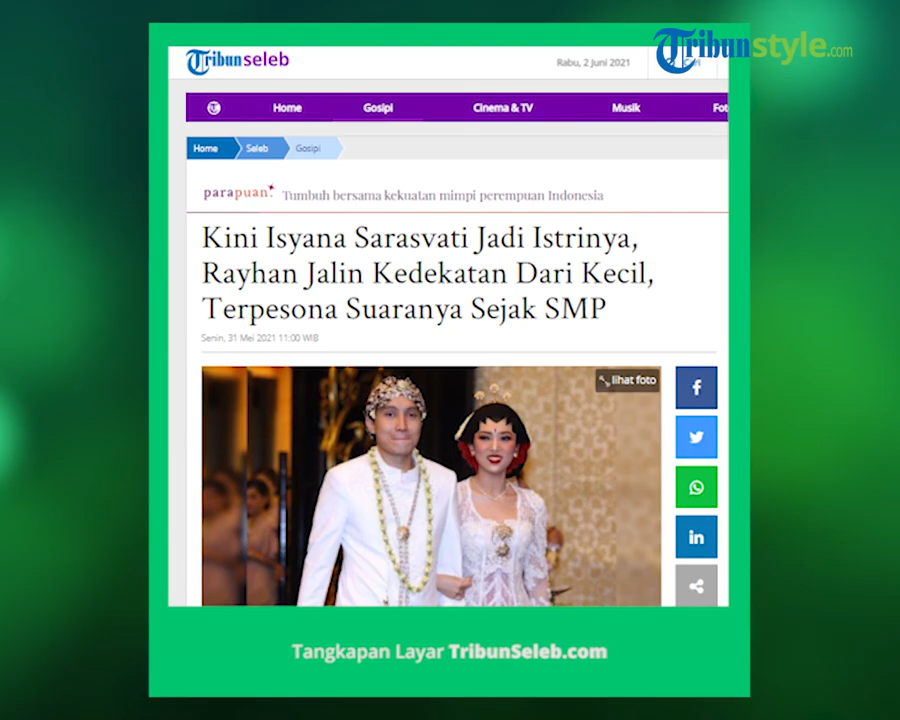 Tribunstyle.com
Tribunseleb
Rabu, 2 Juni 2021
Home Gosipi Cinema & TV Musik Fot
Home Seleb Gosipi
parapuan. Tumbuh bersama kekuatan mimpi perempuan Indonesia
Kini Isyana Sarasvati Jadi Istrinya,
Rayhan Jalin Kedekatan Dari Kecil,
Terpesona Suaranya Sejak SMP
Senin, 31 Mei 2021 11:00 WIB
lihat foto
Tangkapan Layar TribunSeleb.com